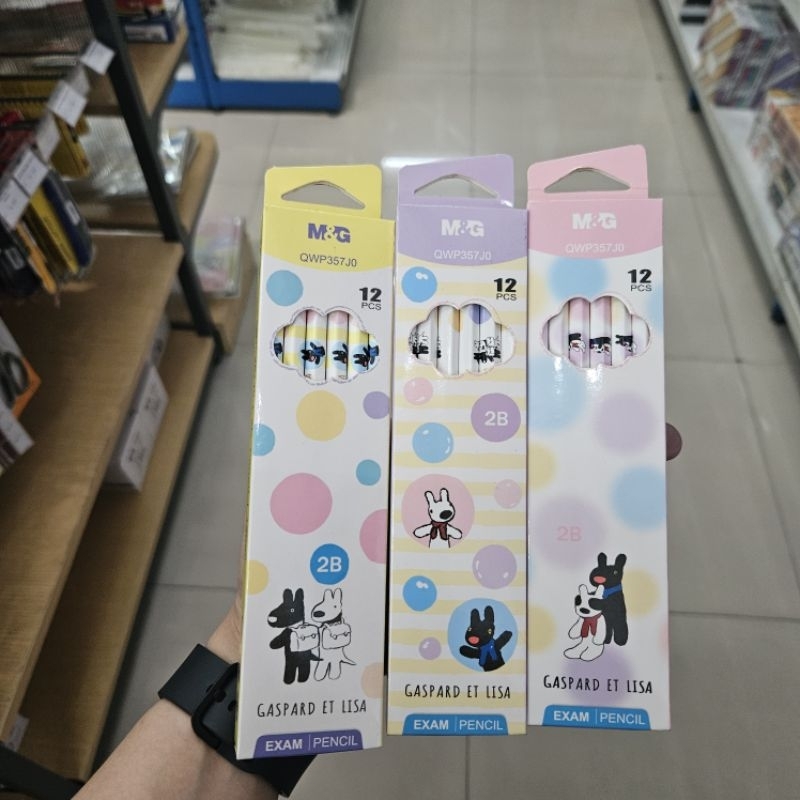 M&G
QWP357J0
12
PCS
2B
GASPARD ET LISA
EXAM | PENCIL
M&G
QWP357J0
12
PCS
2B
GASPARD ET LISA
EXAM | PENCIL
M&G
QWP357J0
12
PCS
2B
GASPARD ET LISA
EXAM | PENCIL